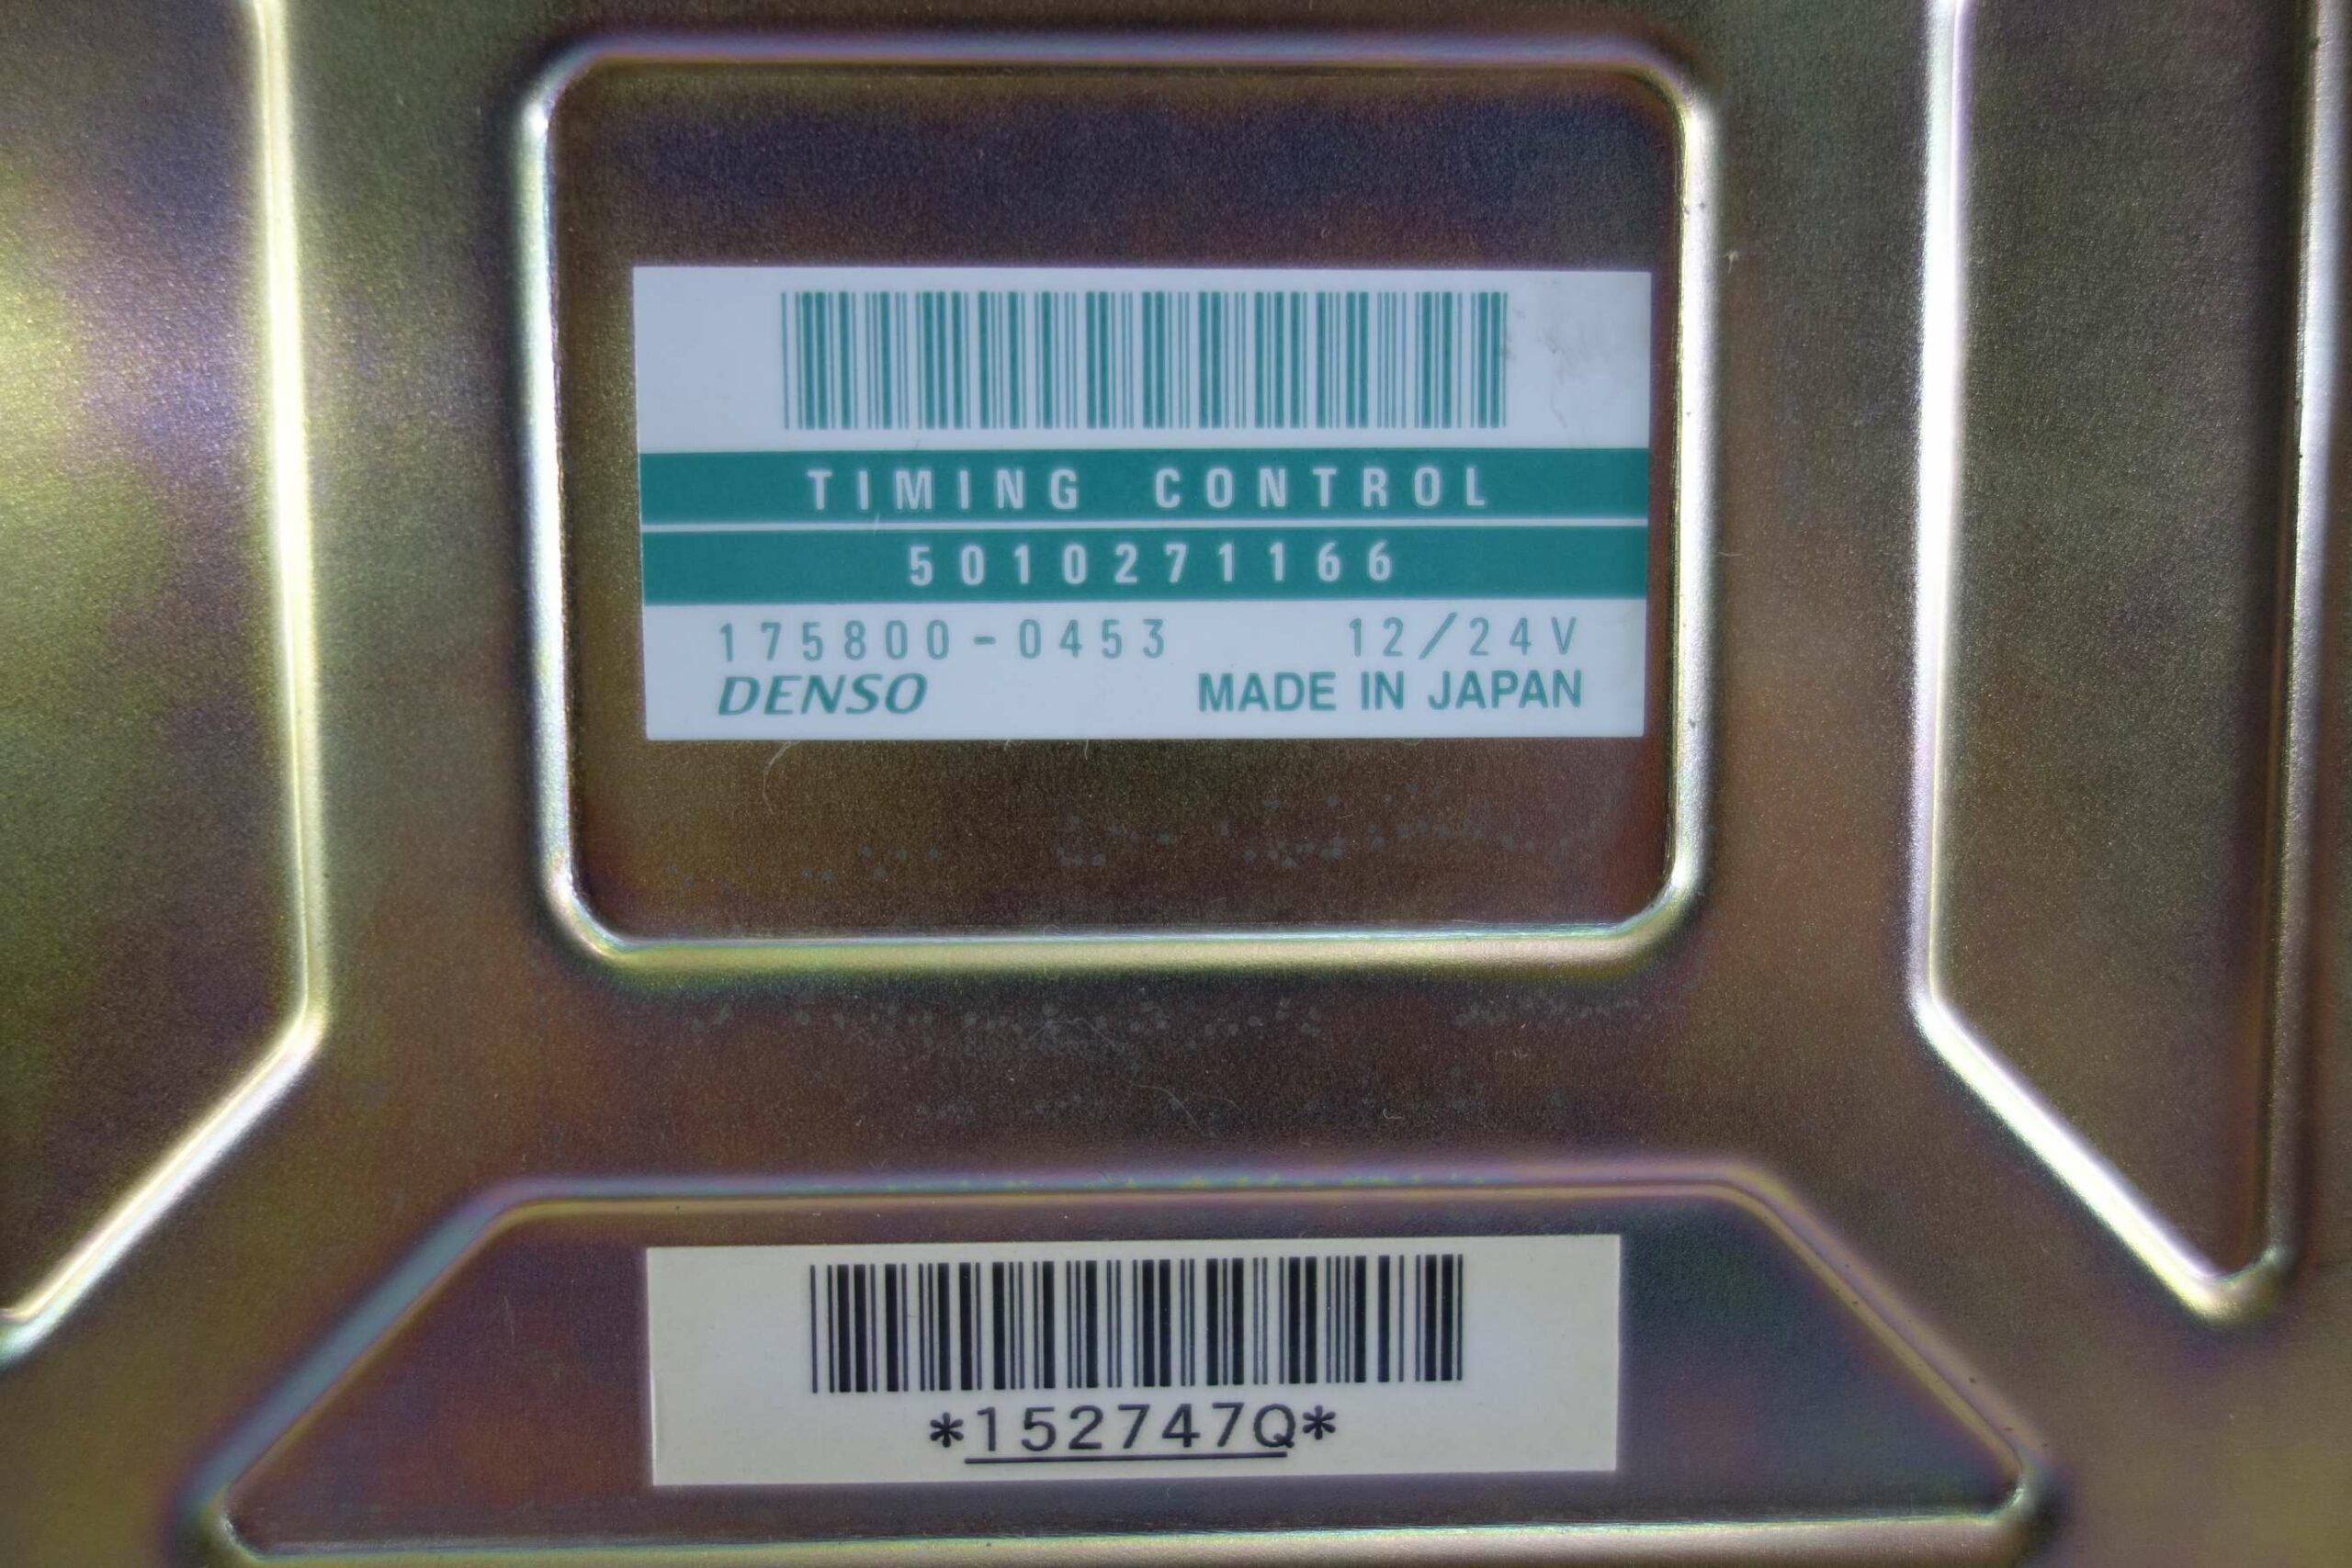 TIMING CONTROL
5010271166
175800-0453 12/24V
DENSO MADE IN JAPAN
*152747Q*